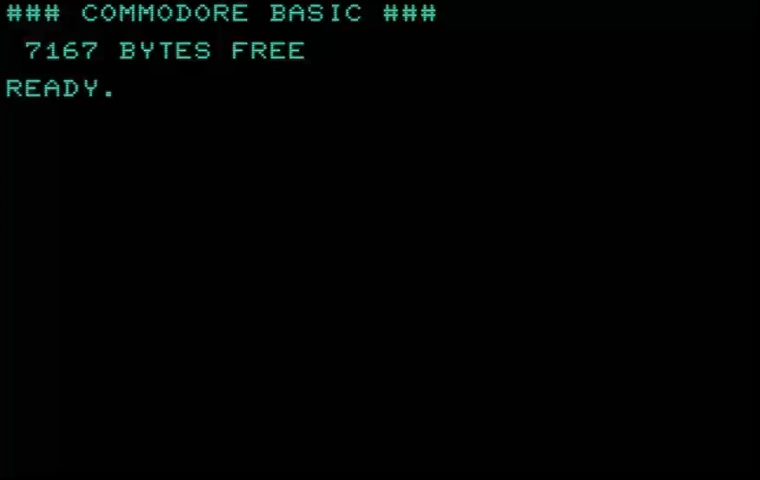 ### COMMODORE BASIC ###
 7167 BYTES FREE
READY.